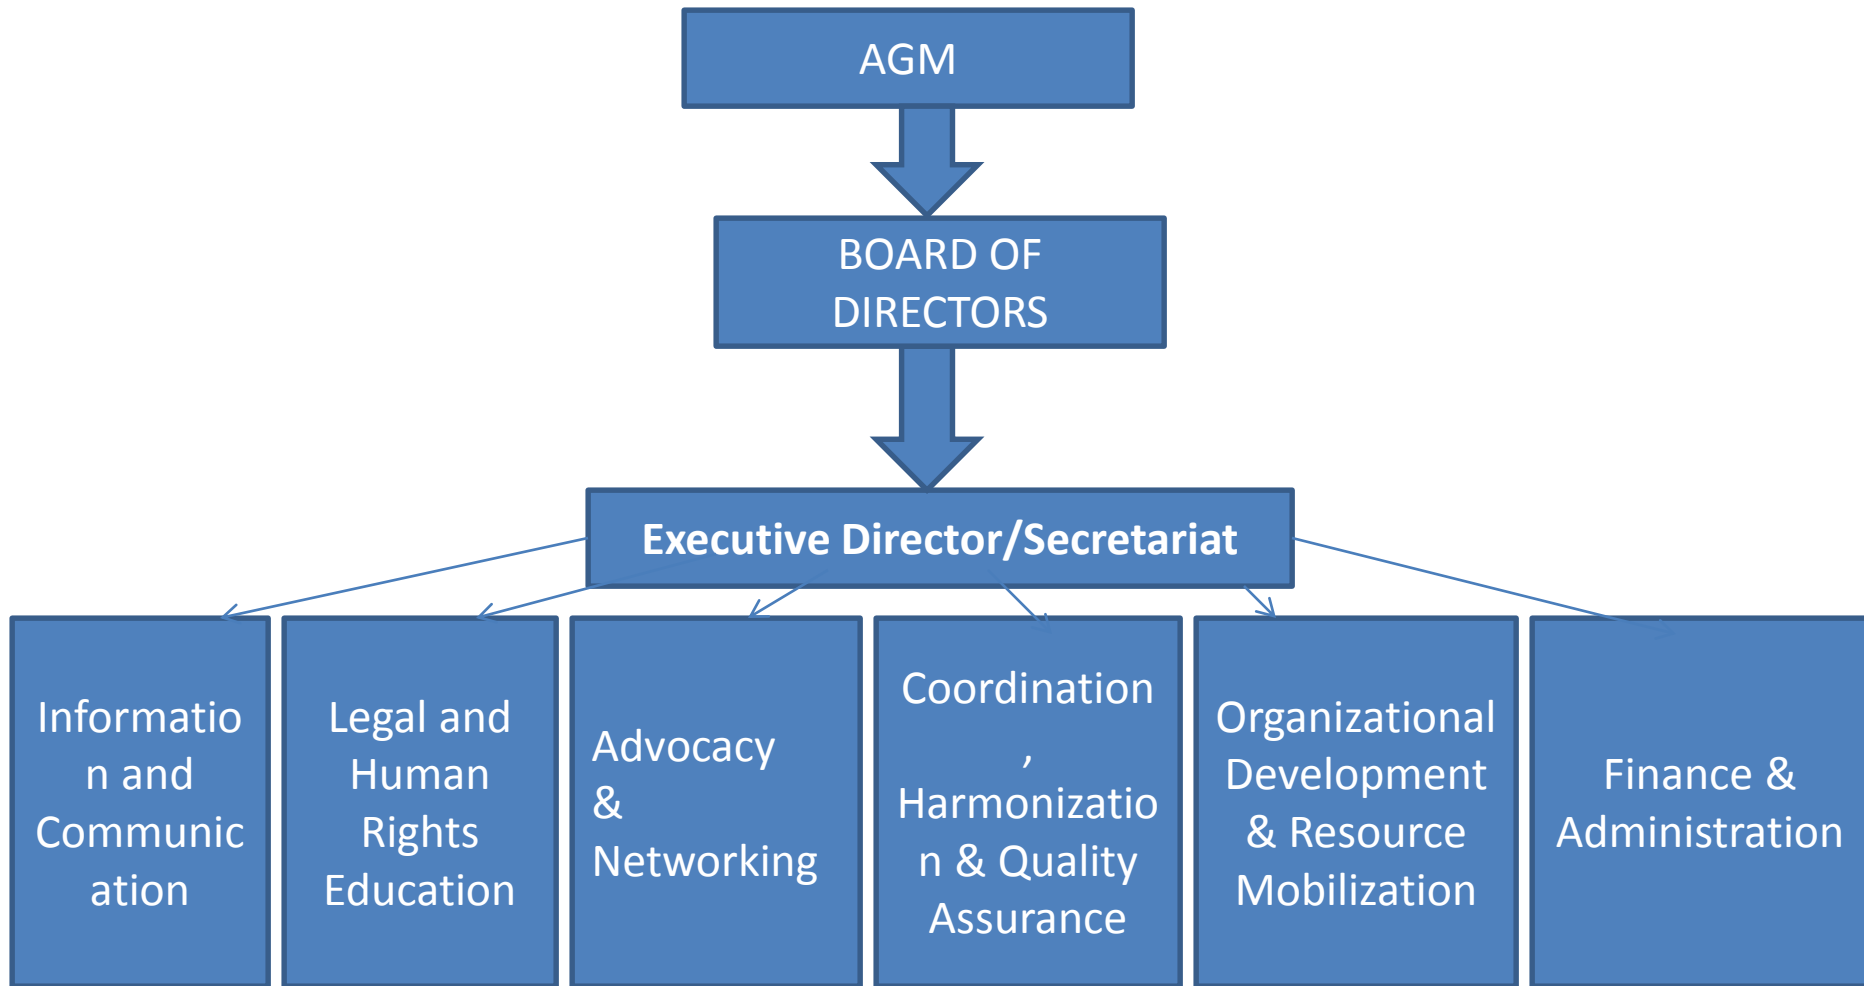 AGM
BOARD OF
DIRECTORS
Executive Director/Secretariat
Informatio
n and
Communic
ation
Legal and
Human
Rights
Education
Advocacy
&
Networking
Coordination
,
Harmonizatio
n & Quality
Assurance
Organizational
Development
& Resource
Mobilization
Finance &
Administration